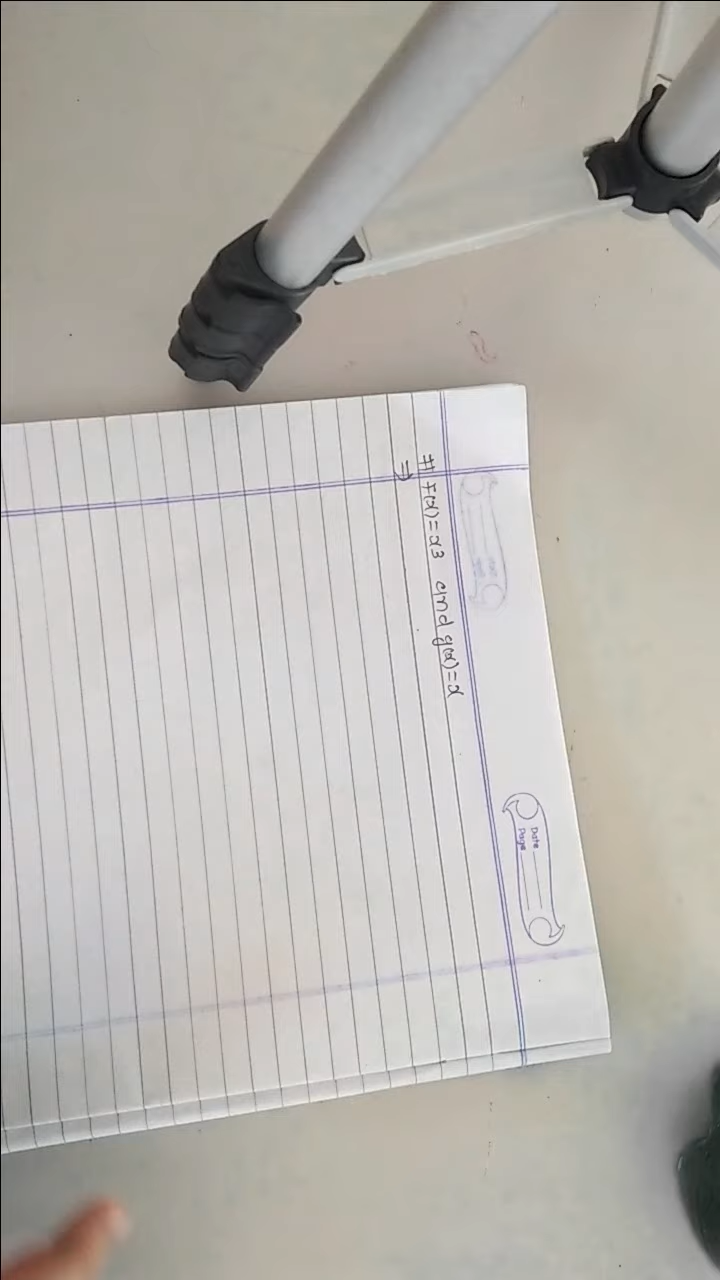 Date
Page
# f(x)=x3 and g(x)=x
⇒